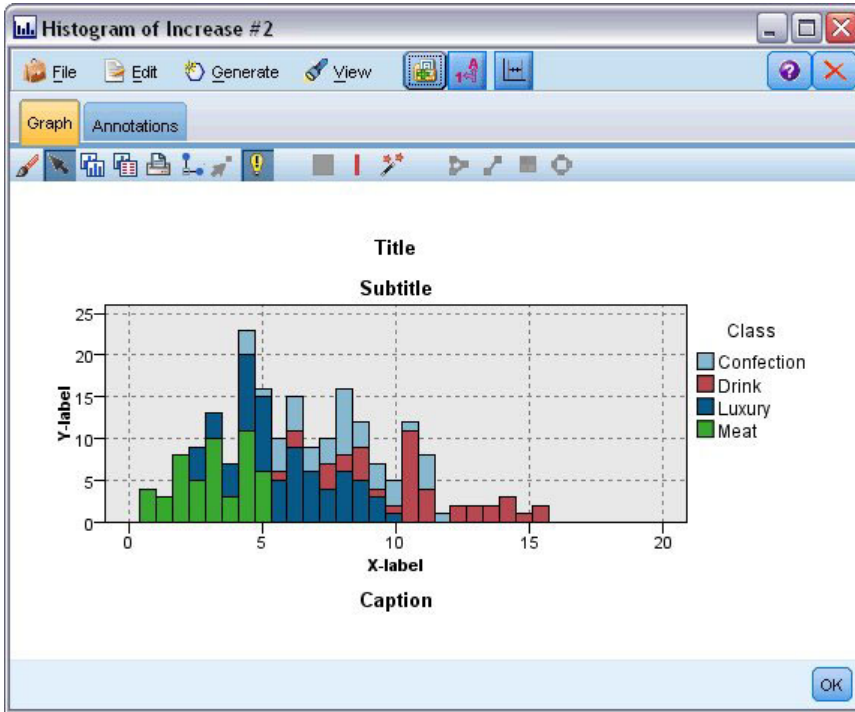 Histogram of Increase #2
File Edit Generate View
Graph Annotations
Title
Subtitle
25
20
15
10
5
0
Y-label
0 5 10 15 20
X-label
Caption
Class
Confection
Drink
Luxury
Meat
OK